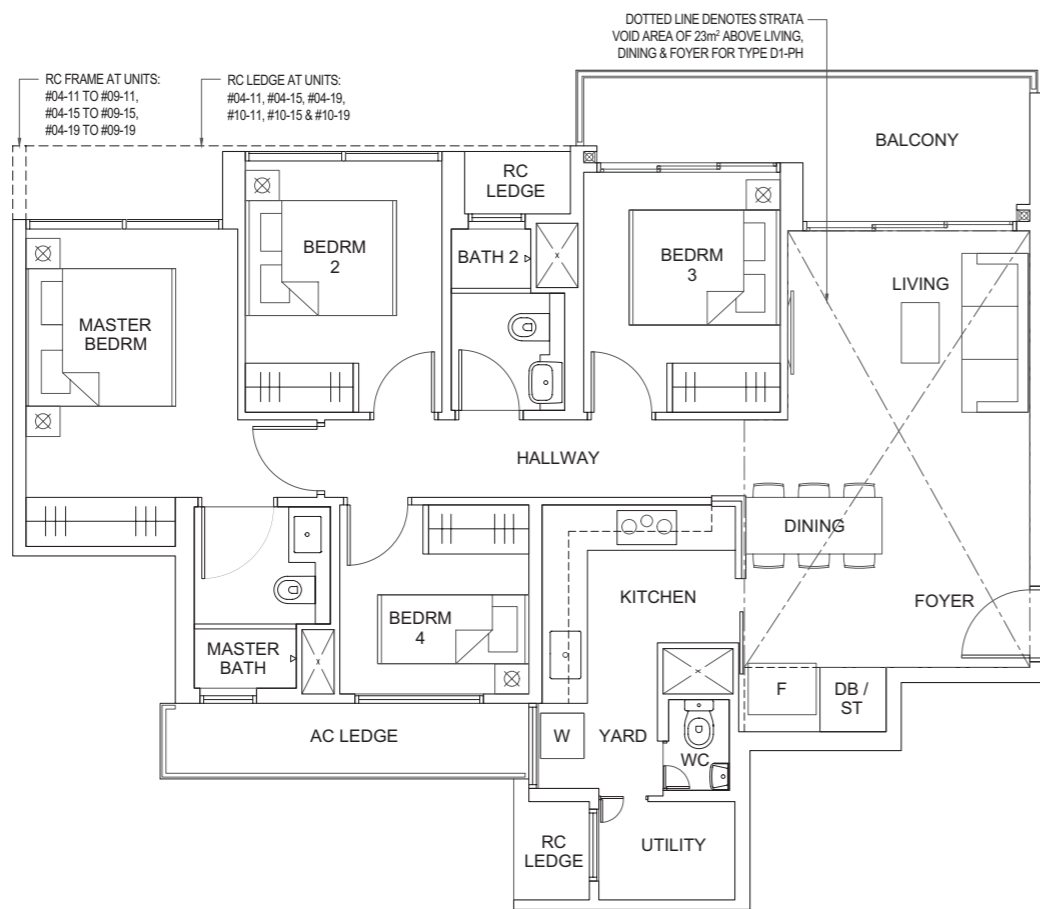 DOTTED LINE DENOTES STRATA
VOID AREA OF 23m² ABOVE LIVING,
DINING & FOYER FOR TYPE D1-PH
RC FRAME AT UNITS:
#04-11 TO #09-11,
#04-15 TO #09-15,
#04-19 TO #09-19
RC LEDGE AT UNITS:
#04-11, #04-15, #04-19,
#10-11, #10-15 & #10-19
BALCONY
RC
LEDGE
BEDRM
2
BATH 2
BEDRM
3
LIVING
MASTER
BEDRM
HALLWAY
DINING
KITCHEN
FOYER
BEDRM
4
MASTER
BATH
F
DB /
ST
AC LEDGE
W
YARD
WC
RC
LEDGE
UTILITY